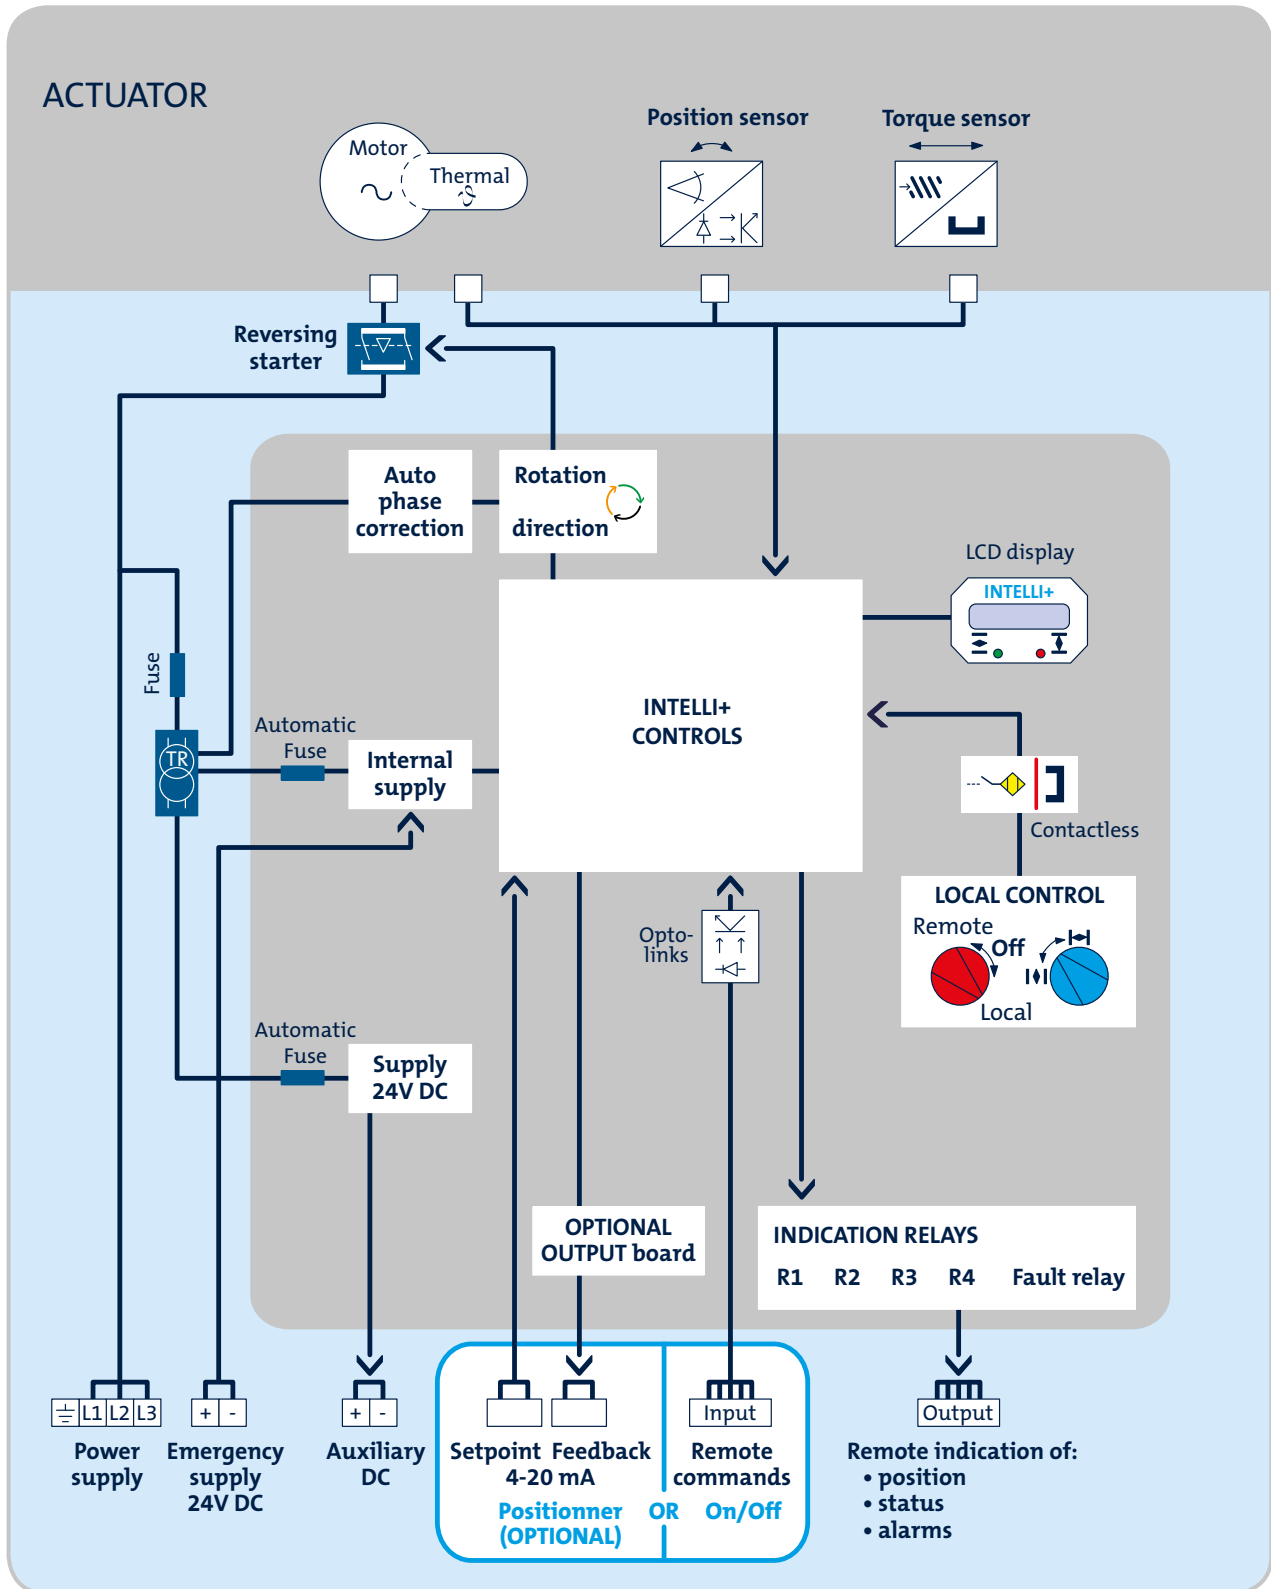 ACTUATOR
Position sensor
Torque sensor
Motor
Thermal
Reversing
starter
Auto
phase
correction
Rotation
direction
LCD display
INTELLI+
Fuse
TR
Automatic
Fuse
Internal
supply
INTELLI+
CONTROLS
Contactless
LOCAL CONTROL
Remote
Off
Local
Opto-
links
Automatic
Fuse
Supply
24V DC
OPTIONAL
OUTPUT board
INDICATION RELAYS
R1 R2 R3 R4 Fault relay
L1 L2 L3
+ -
+ -
Input
Output
Power
supply
Emergency
supply
24V DC
Auxiliary
DC
Setpoint Feedback
4-20 mA
Positionner
(OPTIONAL)
OR
Remote
commands
On/Off
Remote indication of:
• position
• status
• alarms